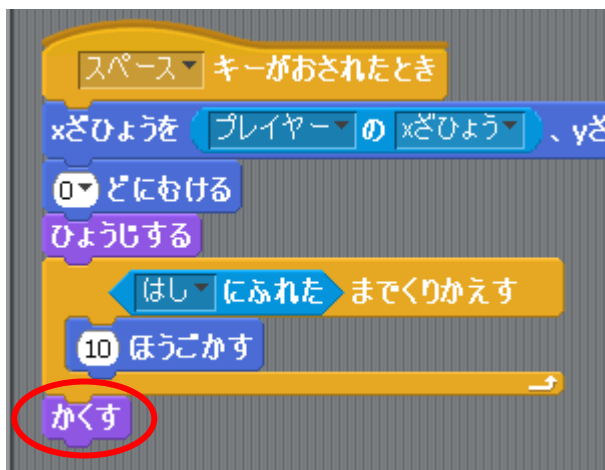 スペース キーがおされたとき
xざひょうを プレイヤー の xざひょう 、yざ
0 どにむける
ひょうじする
はし にふれた までくりかえす
10 ほうごかす
かくす